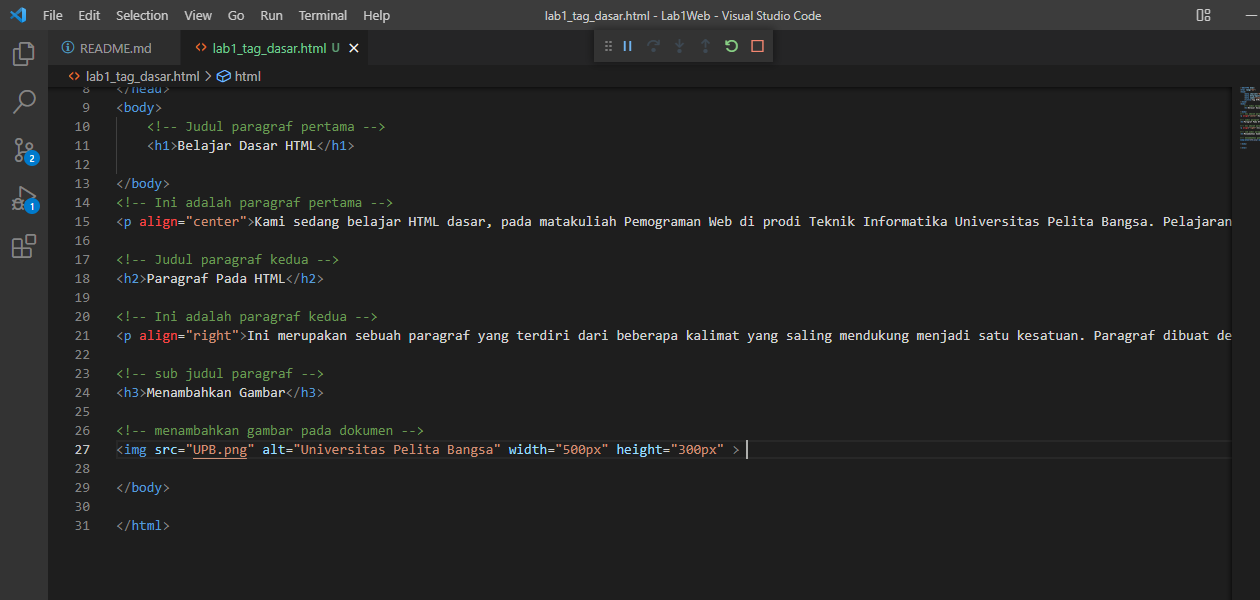 File Edit Selection View Go Run Terminal Help lab1_tag_dasar.html - Lab1Web - Visual Studio Code
README.md lab1_tag_dasar.html U
lab1_tag_dasar.html > html
8 </head>
9 <body>
10 <!-- Judul paragraf pertama -->
11 <h1>Belajar Dasar HTML</h1>
12
13 </body>
14 <!-- Ini adalah paragraf pertama -->
15 <p align="center">Kami sedang belajar HTML dasar, pada matakuliah Pemograman Web di prodi Teknik Informatika Universitas Pelita Bangsa. Pelajaran
16
17 <!-- Judul paragraf kedua -->
18 <h2>Paragraf Pada HTML</h2>
19
20 <!-- Ini adalah paragraf kedua -->
21 <p align="right">Ini merupakan sebuah paragraf yang terdiri dari beberapa kalimat yang saling mendukung menjadi satu kesatuan. Paragraf dibuat de
22
23 <!-- sub judul paragraf -->
24 <h3>Menambahkan Gambar</h3>
25
26 <!-- menambahkan gambar pada dokumen -->
27 <img src="UPB.png" alt="Universitas Pelita Bangsa" width="500px" height="300px" >
28
29 </body>
30
31 </html>
2
1